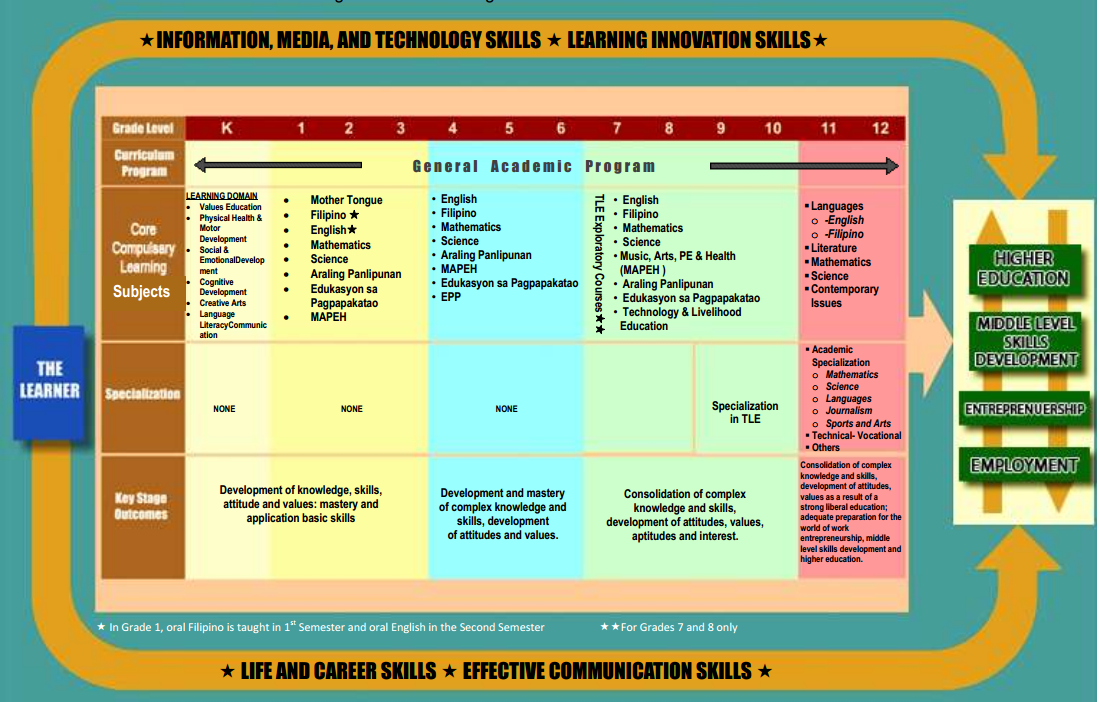 ★INFORMATION, MEDIA, AND TECHNOLOGY SKILLS ★ LEARNING INNOVATION SKILLS★
Grade Level K 1 2 3 4 5 6 7 8 9 10 11 12
Curriculum
Program
General Academic Program
Core
Compulsary
Learning
Subjects
LEARNING DOMAIN
• Values Education
• Physical Health &
Motor
Development
• Social &
EmotionalDevelop
ment
• Cognitive
Development
• Creative Arts
• Language
LiteracyCommunic
ation
• Mother Tongue
• Filipino ★
• English★
• Mathematics
• Science
• Araling Panlipunan
• Edukasyon sa
Pagpapakatao
• MAPEH
• English
• Filipino
• Mathematics
• Science
• Araling Panlipunan
• MAPEH
• Edukasyon sa Pagpapakatao
• EPP
TLE Exploratory Courses★★
• English
• Filipino
• Mathematics
• Science
• Music, Arts, PE & Health
(MAPEH )
• Araling Panlipunan
• Edukasyon sa Pagpapakatao
• Technology & Livelihood
Education
▪ Languages
o -English
o -Filipino
▪ Literature
▪ Mathematics
▪ Science
▪ Contemporary
Issues
THE
LEARNER
Specialization
NONE
NONE
NONE
Specialization
in TLE
▪ Academic
Specialization
o Mathematics
o Science
o Languages
o Journalism
o Sports and Arts
▪ Technical- Vocational
▪ Others
Key Stage
Outcomes
Development of knowledge, skills,
attitude and values: mastery and
application basic skills
Development and mastery
of complex knowledge and
skills, development
of attitudes and values.
Consolidation of complex
knowledge and skills,
development of attitudes, values,
aptitudes and interest.
Consolidation of complex
knowledge and skills,
development of attitudes,
values as a result of a
strong liberal education;
adequate preparation for the
world of work
entrepreneurship, middle
level skills development and
higher education.
HIGHER
EDUCATION
MIDDLE LEVEL
SKILLS
DEVELOPMENT
ENTREPRENUERSHIP
EMPLOYMENT
★ In Grade 1, oral Filipino is taught in 1st Semester and oral English in the Second Semester
★★For Grades 7 and 8 only
★ LIFE AND CAREER SKILLS ★ EFFECTIVE COMMUNICATION SKILLS ★